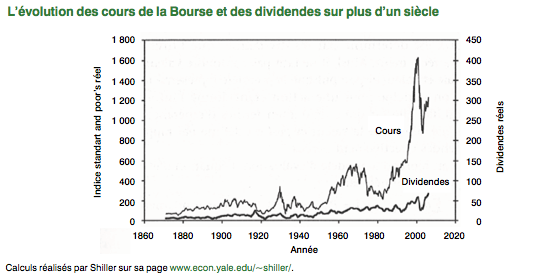 L'évolution des cours de la Bourse et des dividendes sur plus d'un siècle
Indice standart and poor's réel
1 800
1 600
1 400
1 200
1 000
800
600
400
200
0
Cours
Dividendes
450
400
350
300
250
200
150
100
50
0
Dividendes réels
1860 1880 1900 1920 1940 1960 1980 2000 2020
Année
Calculs réalisés par Shiller sur sa page www.econ.yale.edu/~shiller/.